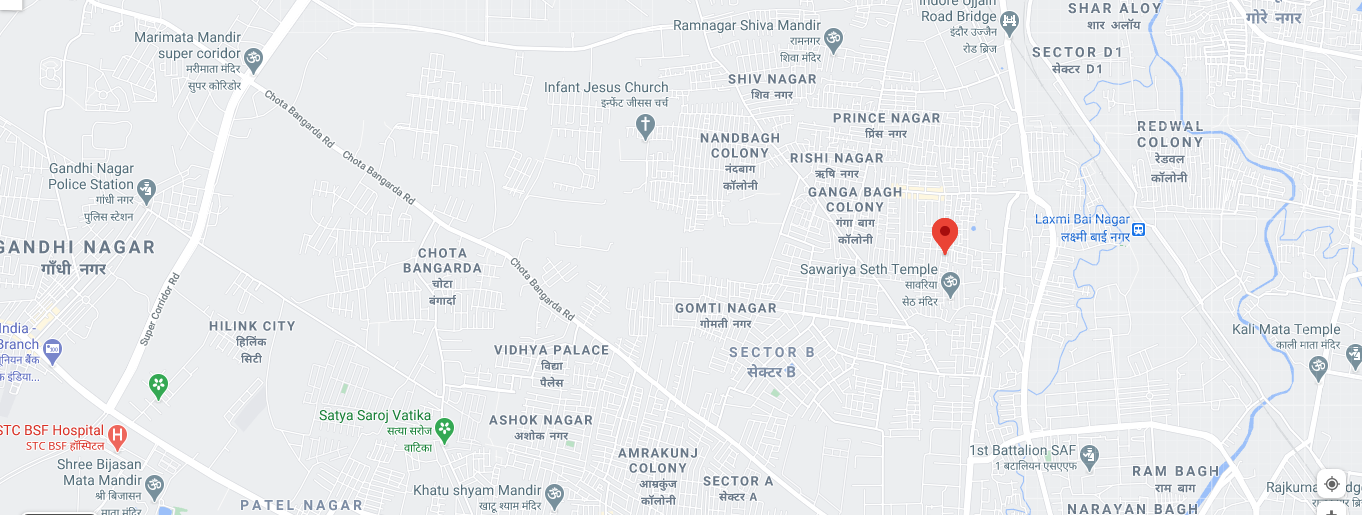 Indore Ujjain
Road Bridge
इंदौर उज्जैन
रोड ब्रिज
SHAR ALOY
शार अलॉय
गोरे नगर
Marimata Mandir
super coridor
मरीमाता मंदिर
सुपर कोरिडोर
Ramnagar Shiva Mandir
रामनगर
शिवा मंदिर
SECTOR D1
सेक्टर D1
SHIV NAGAR
शिव नगर
Infant Jesus Church
इन्फेंट जीसस चर्च
Chota Bangarda Rd
Chota Bangarda Rd
PRINCE NAGAR
प्रिंस नगर
REDWAL
COLONY
रेडवल
कॉलोनी
NANDBAGH
COLONY
नंदबाग
कॉलोनी
RISHI NAGAR
ऋषि नगर
Gandhi Nagar
Police Station
गांधी नगर
पुलिस स्टेशन
GANGA BAGH
COLONY
गंगा बाग
कॉलोनी
Laxmi Bai Nagar
लक्ष्मी बाई नगर
GANDHI NAGAR
गाँधी नगर
CHOTA
BANGARDA
चोटा
बंगार्दा
Chota Bangarda Rd
Sawariya Seth Temple
सावरिया
सेठ मंदिर
Super Corridor Rd
GOMTI NAGAR
गोमती नगर
HILINK CITY
हिलिंक
सिटी
India -
Branch
यूनियन बैंक
इंडिया...
Kali Mata Temple
काली माता मंदिर
VIDHYA PALACE
विद्या
पैलेस
SECTOR B
सेक्टर B
Satya Saroj Vatika
सत्या सरोज
वाटिका
ASHOK NAGAR
अशोक नगर
STC BSF Hospital
STC BSF हॉस्पिटल
1st Battalion SAF
1 बटालियन एसएएफ
AMRAKUNJ
COLONY
आम्रकुंज
कॉलोनी
SECTOR A
सेक्टर A
RAM BAGH
राम बाग
Shree Bijasan
Mata Mandir
श्री बिजासन
माता मंदिर
Khatu shyam Mandir
खाटू श्याम मंदिर
PATEL NAGAR
NARAYAN BAGH